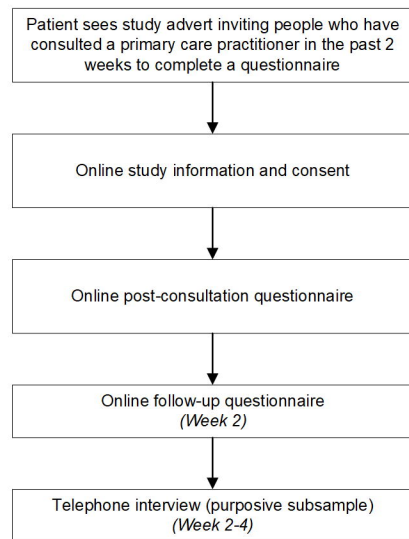 Patient sees study advert inviting people who have
consulted a primary care practitioner in the past 2
weeks to complete a questionnaire
Online study information and consent
Online post-consultation questionnaire
Online follow-up questionnaire
(Week 2)
Telephone interview (purposive subsample)
(Week 2-4)